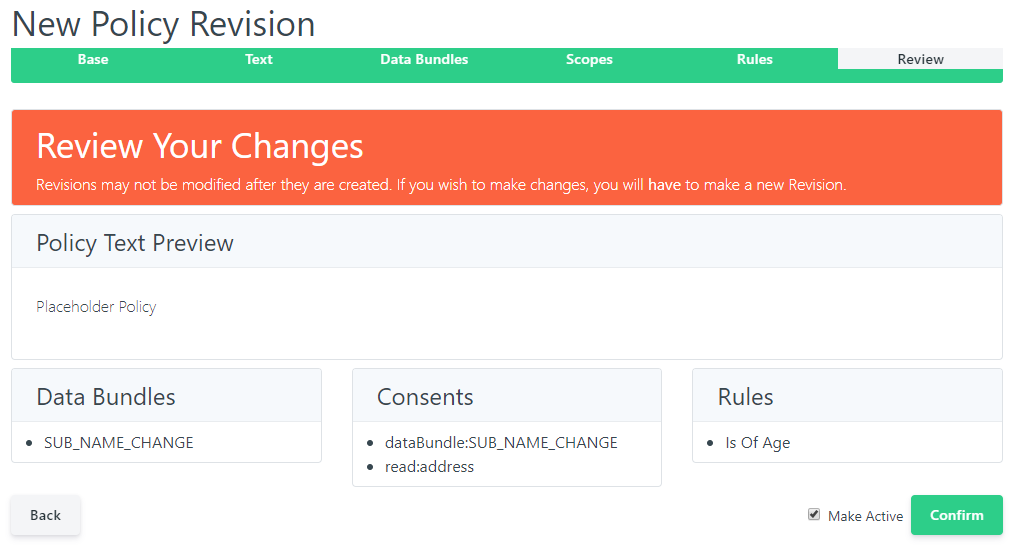 New Policy Revision
Base Text Data Bundles Scopes Rules Review
Review Your Changes
Revisions may not be modified after they are created. If you wish to make changes, you will have to make a new Revision.
Policy Text Preview
Placeholder Policy
Data Bundles Consents Rules
SUB_NAME_CHANGE dataBundle:SUB_NAME_CHANGE Is Of Age
read:address
Back Make Active Confirm